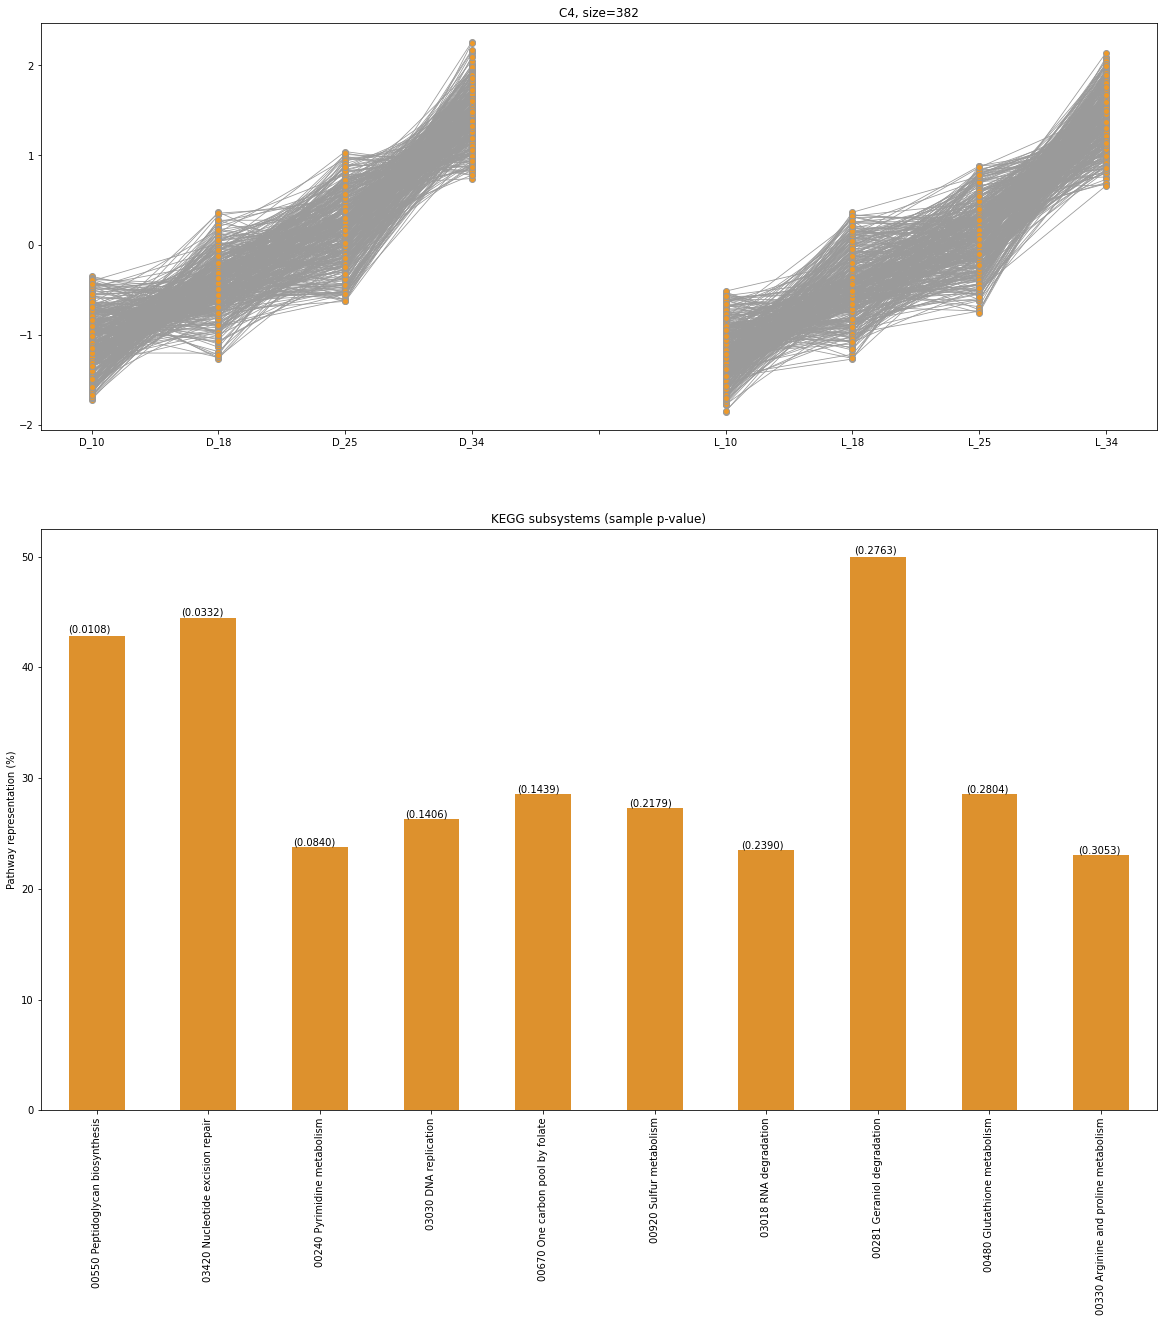 C4, size=382
2
1
0
−1
−2
D_10 D_18 D_25 D_34 L_10 L_18 L_25 L_34
KEGG subsystems (sample p-value)
Pathway representation (%)
50
40
30
20
10
0
(0.0108)
(0.0332)
(0.0840)
(0.1406)
(0.1439)
(0.2179)
(0.2390)
(0.2763)
(0.2804)
(0.3053)
00550 Peptidoglycan biosynthesis
03420 Nucleotide excision repair
00240 Pyrimidine metabolism
03030 DNA replication
00670 One carbon pool by folate
00920 Sulfur metabolism
03018 RNA degradation
00281 Geraniol degradation
00480 Glutathione metabolism
00330 Arginine and proline metabolism